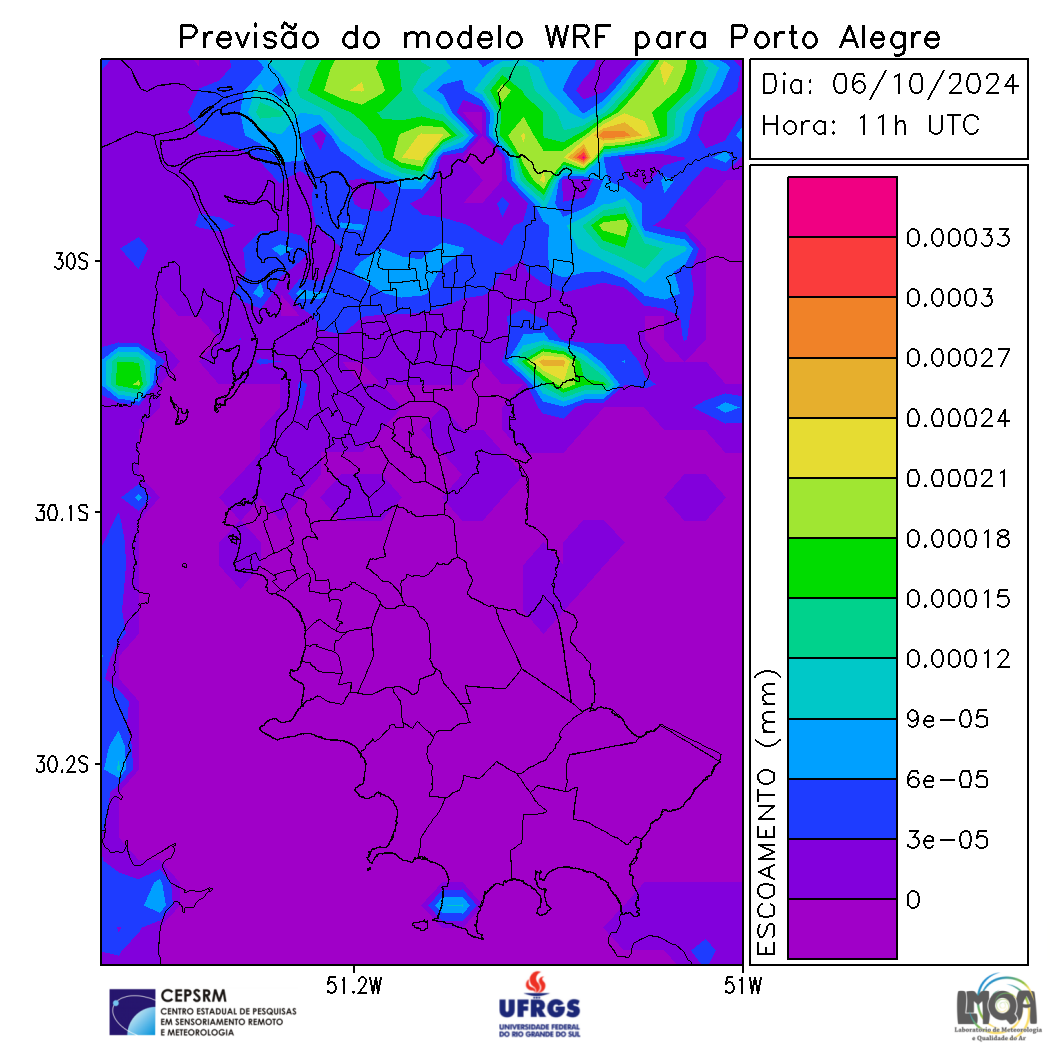 Previsão do modelo WRF para Porto Alegre
Dia: 06/10/2024
Hora: 11h UTC
0.00033
0.0003
0.00027
0.00024
0.00021
0.00018
0.00015
0.00012
9e-05
6e-05
3e-05
0
ESCOAMENTO (mm)
30S
30.1S
30.2S
51.2W
51W
CEPSRM
CENTRO ESTADUAL DE PESQUISAS
EM SENSORIAMENTO REMOTO
E METEOROLOGIA
UFRGS
UNIVERSIDADE FEDERAL
DO RIO GRANDE DO SUL
LMQA
Laboratório de Meteorologia
e Qualidade do Ar